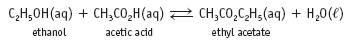 C₂H₅OH(aq) + CH₃CO₂H(aq) ⇄ CH₃CO₂C₂H₅(aq) + H₂O(ℓ)
ethanol acetic acid ethyl acetate